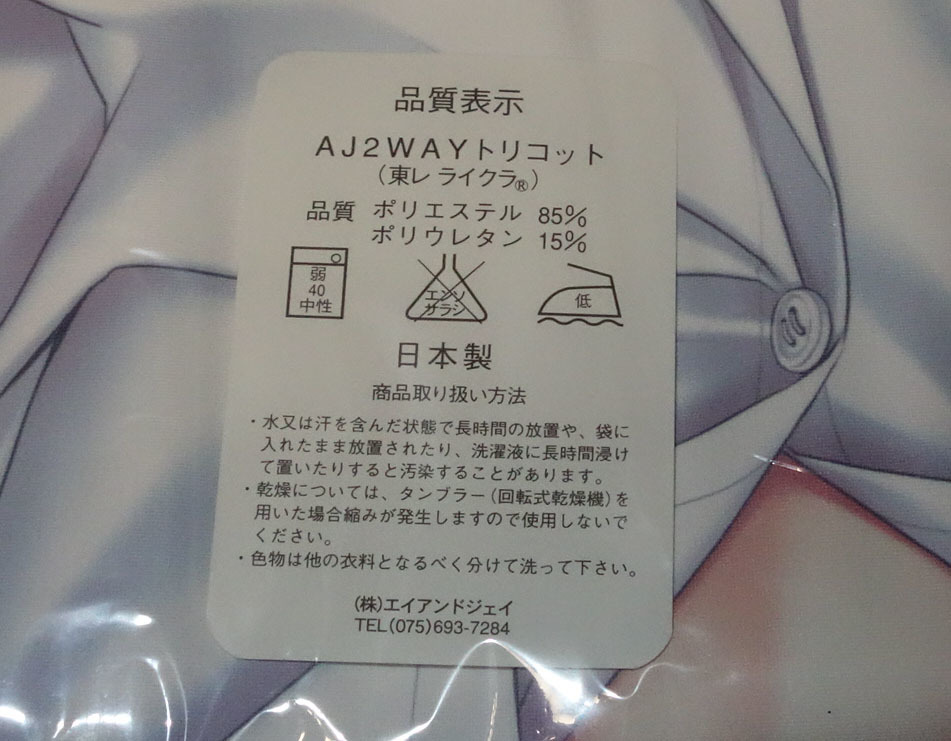 品質表示
AJ2WAYトリコット
(東レ ライクラ®)
品質 ポリエステル 85%
ポリウレタン 15%
弱
40
中性
エンソ
サラシ
低
日本製
商品取り扱い方法
・水又は汗を含んだ状態で長時間の放置や、袋に
入れたまま放置されたり、洗濯液に長時間浸け
て置いたりすると汚染することがあります。
・乾燥については、タンブラー(回転式乾燥機)を
用いた場合縮みが発生しますので使用しないで
ください。
・色物は他の衣料となるべく分けて洗って下さい。
(株)エイアンドジェイ
TEL(075)693-7284